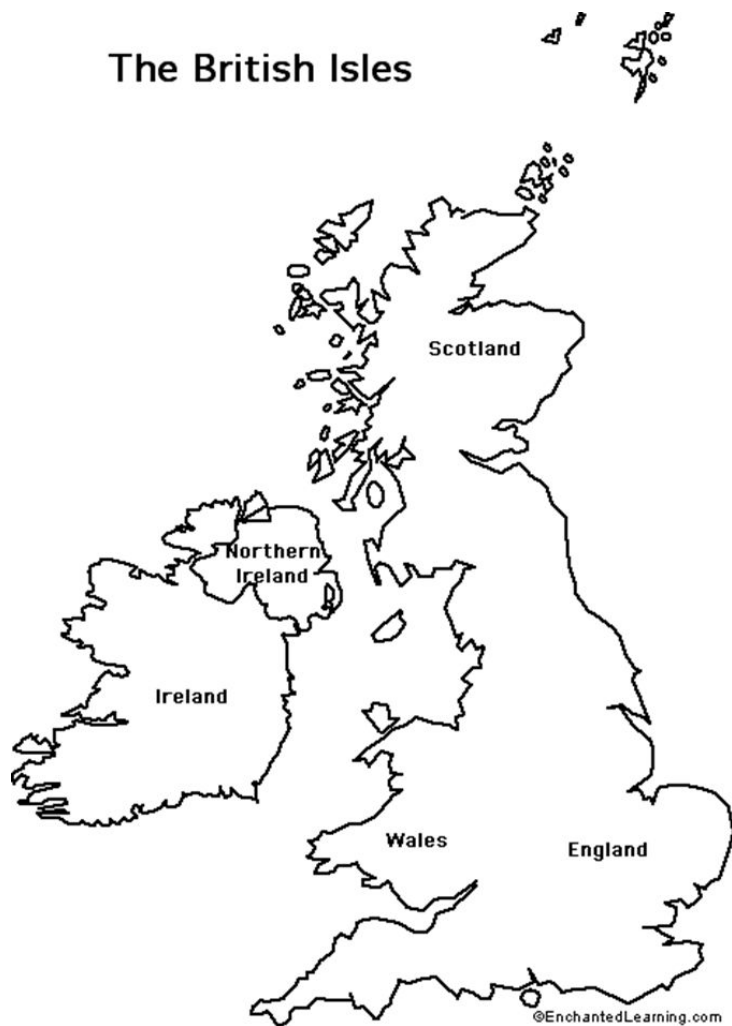 The British Isles
Scotland
Northern
Ireland
Ireland
Wales
England
©EnchantedLearning.com